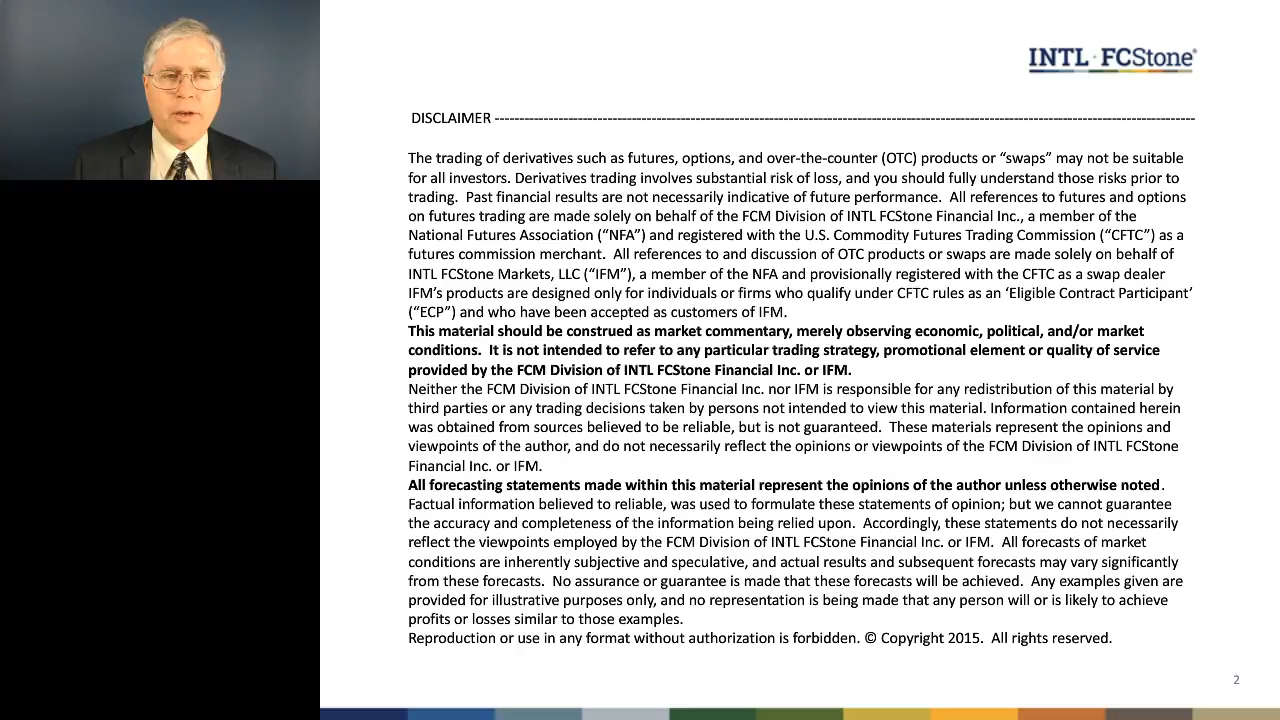 INTL FCStone®
DISCLAIMER --------------------------------------------------------------------------------------------------------------------------------------------------------
The trading of derivatives such as futures, options, and over-the-counter (OTC) products or “swaps” may not be suitable
for all investors. Derivatives trading involves substantial risk of loss, and you should fully understand those risks prior to
trading.  Past financial results are not necessarily indicative of future performance.  All references to futures and options
on futures trading are made solely on behalf of the FCM Division of INTL FCStone Financial Inc., a member of the
National Futures Association (“NFA”) and registered with the U.S. Commodity Futures Trading Commission (“CFTC”) as a
futures commission merchant.  All references to and discussion of OTC products or swaps are made solely on behalf of
INTL FCStone Markets, LLC (“IFM”), a member of the NFA and provisionally registered with the CFTC as a swap dealer
IFM’s products are designed only for individuals or firms who qualify under CFTC rules as an ‘Eligible Contract Participant’
(“ECP”) and who have been accepted as customers of IFM.
This material should be construed as market commentary, merely observing economic, political, and/or market
conditions.  It is not intended to refer to any particular trading strategy, promotional element or quality of service
provided by the FCM Division of INTL FCStone Financial Inc. or IFM.
Neither the FCM Division of INTL FCStone Financial Inc. nor IFM is responsible for any redistribution of this material by
third parties or any trading decisions taken by persons not intended to view this material. Information contained herein
was obtained from sources believed to be reliable, but is not guaranteed.  These materials represent the opinions and
viewpoints of the author, and do not necessarily reflect the opinions or viewpoints of the FCM Division of INTL FCStone
Financial Inc. or IFM.
All forecasting statements made within this material represent the opinions of the author unless otherwise noted.
Factual information believed to reliable, was used to formulate these statements of opinion; but we cannot guarantee
the accuracy and completeness of the information being relied upon.  Accordingly, these statements do not necessarily
reflect the viewpoints employed by the FCM Division of INTL FCStone Financial Inc. or IFM.  All forecasts of market
conditions are inherently subjective and speculative, and actual results and subsequent forecasts may vary significantly
from these forecasts.  No assurance or guarantee is made that these forecasts will be achieved.  Any examples given are
provided for illustrative purposes only, and no representation is being made that any person will or is likely to achieve
profits or losses similar to those examples.
Reproduction or use in any format without authorization is forbidden. © Copyright 2015.  All rights reserved.
2